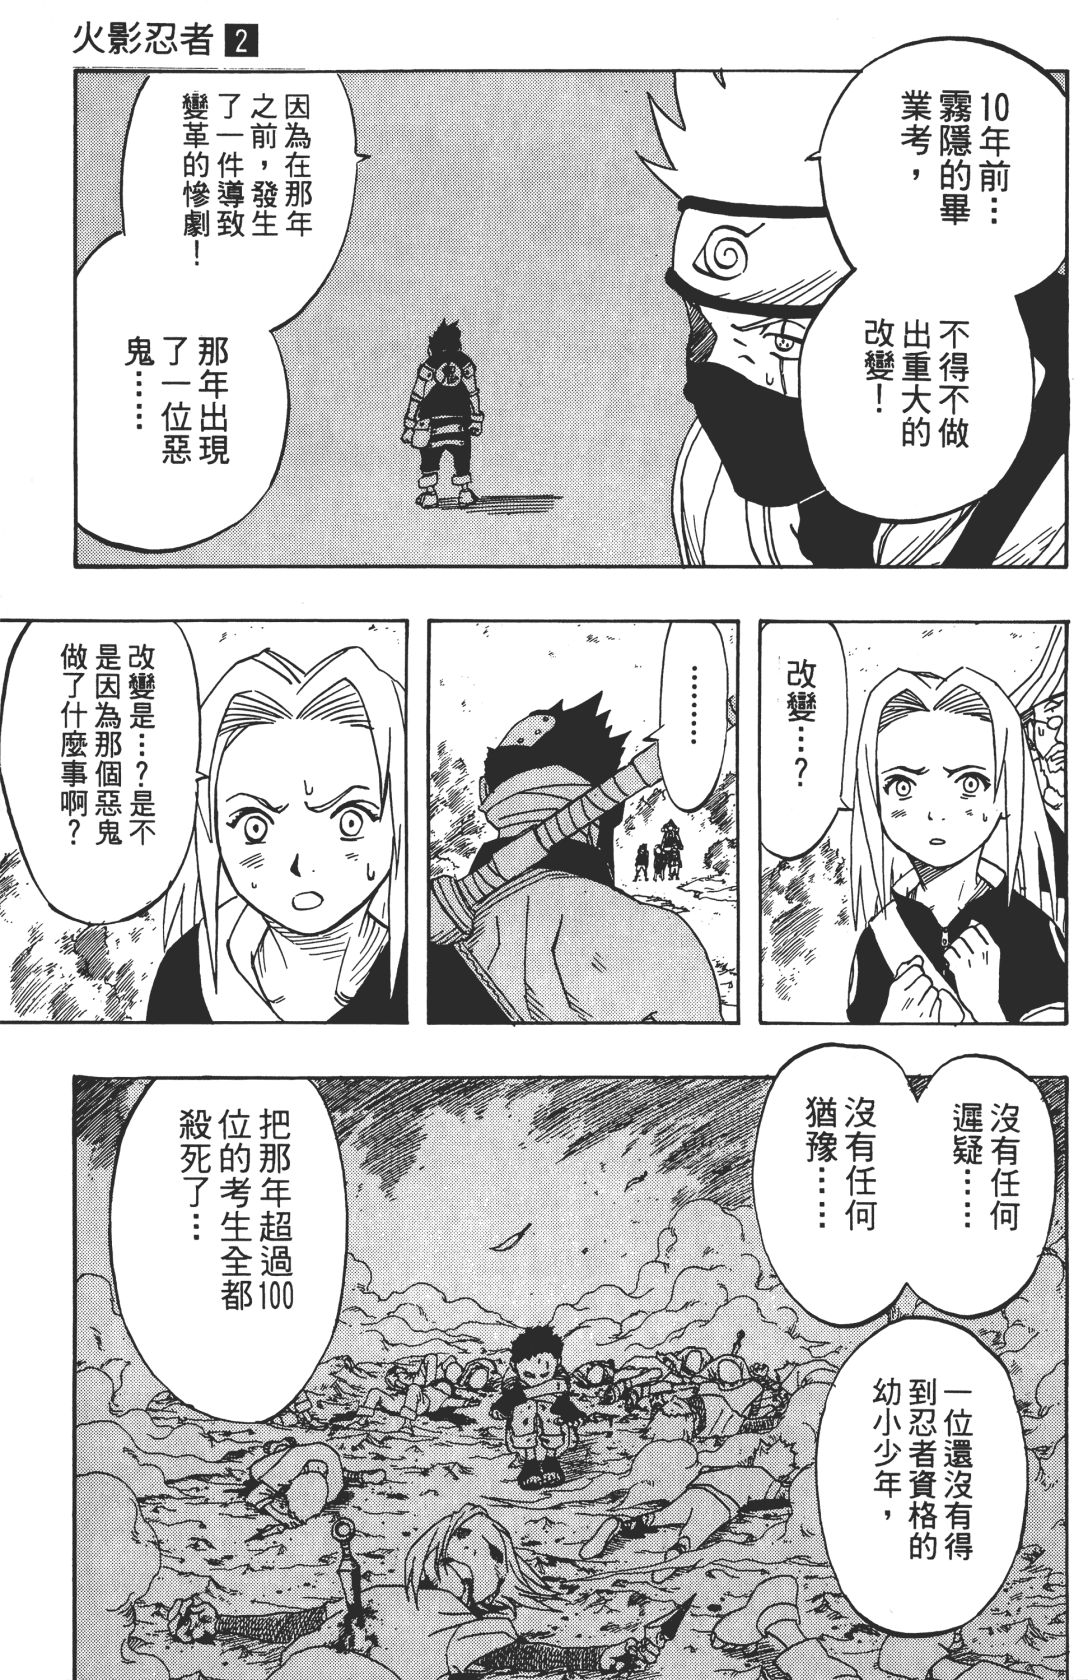 火影忍者 2
10年前…
霧隱的畢
業考，
不得不做
出重大的
改變！
因為在那年
之前，發生
了一件導致
變革的慘劇！
那年出現
了一位惡
鬼……
改變…？
………
改變是…？是不
是因為那個惡鬼
做了什麼事啊？
沒有任何
遲疑……
沒有任何
猶豫……
一位還沒有得
到忍者資格的
幼小少年，
把那年超過100
位的考生全都
殺死了…